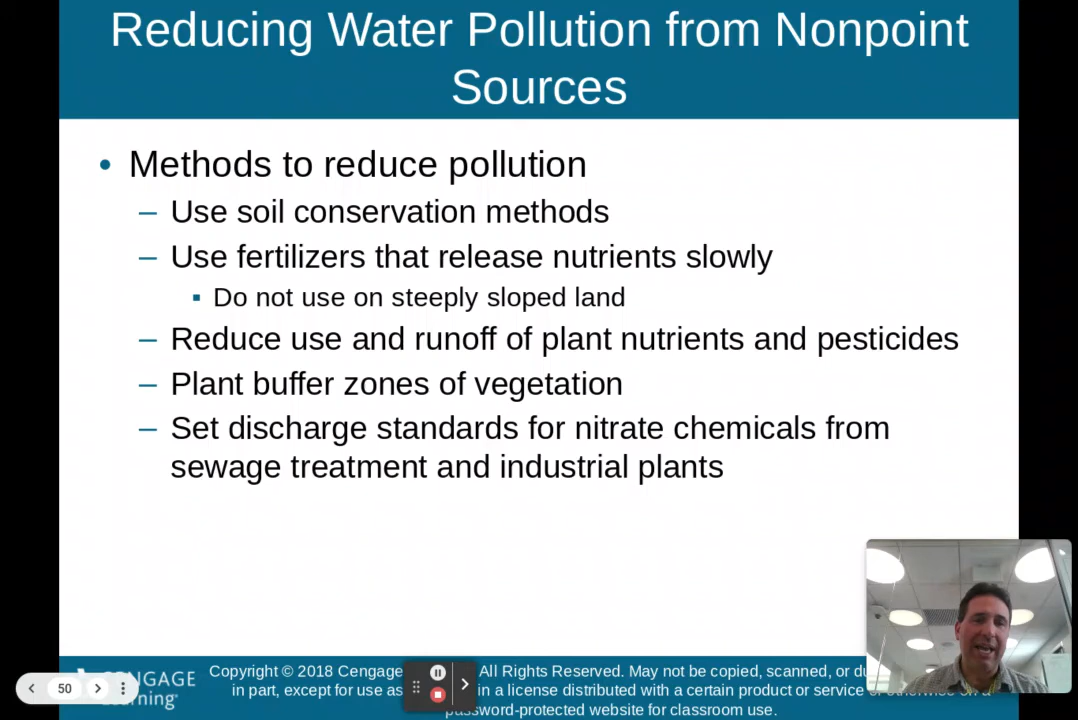 Reducing Water Pollution from Nonpoint
Sources
• Methods to reduce pollution
– Use soil conservation methods
– Use fertilizers that release nutrients slowly
▪ Do not use on steeply sloped land
– Reduce use and runoff of plant nutrients and pesticides
– Plant buffer zones of vegetation
– Set discharge standards for nitrate chemicals from
sewage treatment and industrial plants
CENGAGE
Learning®
Copyright © 2018 Cengage All Rights Reserved. May not be copied, scanned, or
in part, except for use as in a license distributed with a certain product or service
password-protected website for classroom use.
50